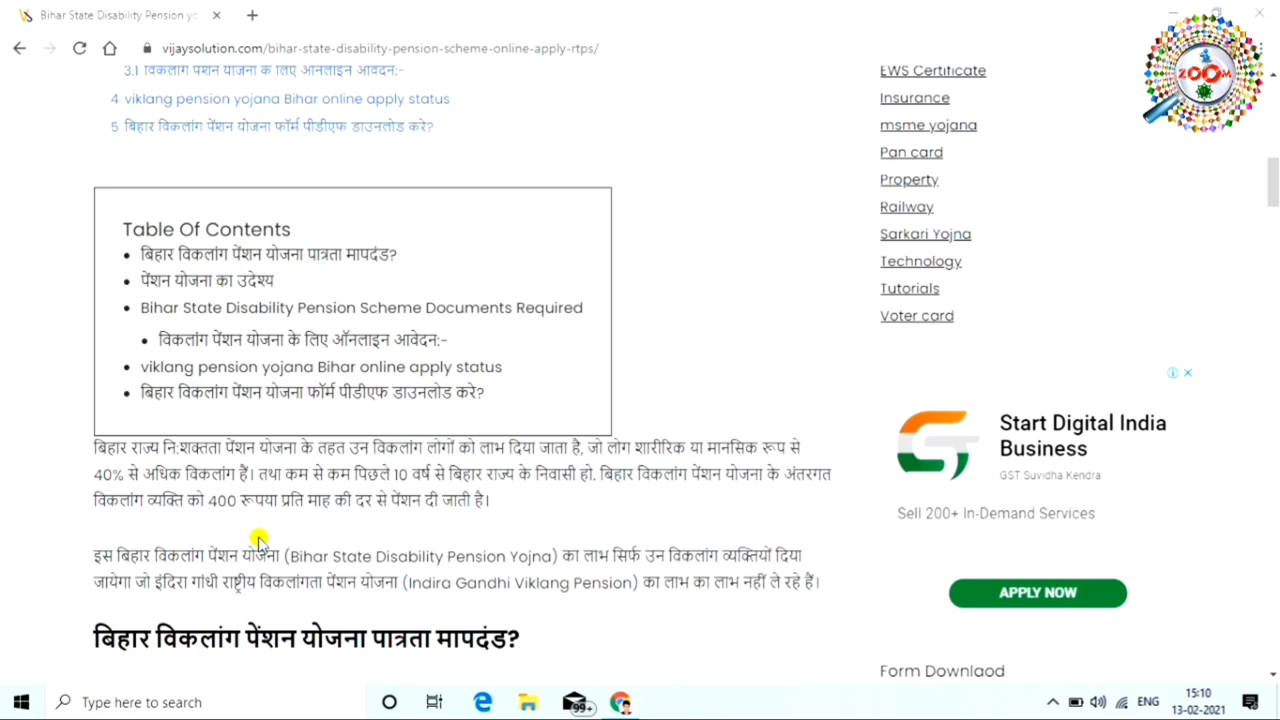 Bihar State Disability Pension yo
vijaysolution.com/bihar-state-disability-pension-scheme-online-apply-rtps/
3.1 विकलांग पेंशन योजना के लिए ऑनलाइन आवेदन:-
4 viklang pension yojana Bihar online apply status
5 बिहार विकलांग पेंशन योजना फॉर्म पीडीएफ डाउनलोड करे?
Table Of Contents
बिहार विकलांग पेंशन योजना पात्रता मापदंड?
पेंशन योजना का उदेश्य
Bihar State Disability Pension Scheme Documents Required
विकलांग पेंशन योजना के लिए ऑनलाइन आवेदन:-
viklang pension yojana Bihar online apply status
बिहार विकलांग पेंशन योजना फॉर्म पीडीएफ डाउनलोड करे?
बिहार राज्य नि:शक्तता पेंशन योजना के तहत उन विकलांग लोगों को लाभ दिया जाता है, जो लोग शारीरिक या मानसिक रूप से
40% से अधिक विकलांग हैं। तथा कम से कम पिछले 10 वर्ष से बिहार राज्य के निवासी हो. बिहार विकलांग पेंशन योजना के अंतरगत
विकलांग व्यक्ति को 400 रूपया प्रति माह की दर से पेंशन दी जाती है।
इस बिहार विकलांग पेंशन योजना (Bihar State Disability Pension Yojna) का लाभ सिर्फ उन विकलांग व्यक्तियों दिया
जायेगा जो इंदिरा गांधी राष्ट्रीय विकलांगता पेंशन योजना (Indira Gandhi Viklang Pension) का लाभ का लाभ नहीं ले रहे हैं।
बिहार विकलांग पेंशन योजना पात्रता मापदंड?
EWS Certificate
Insurance
msme yojana
Pan card
Property
Railway
Sarkari Yojna
Technology
Tutorials
Voter card
Start Digital India
Business
GST Suvidha Kendra
Sell 200+ In-Demand Services
APPLY NOW
Form Downlaod
ZOOM
Type here to search
99+
ENG
15:10
13-02-2021